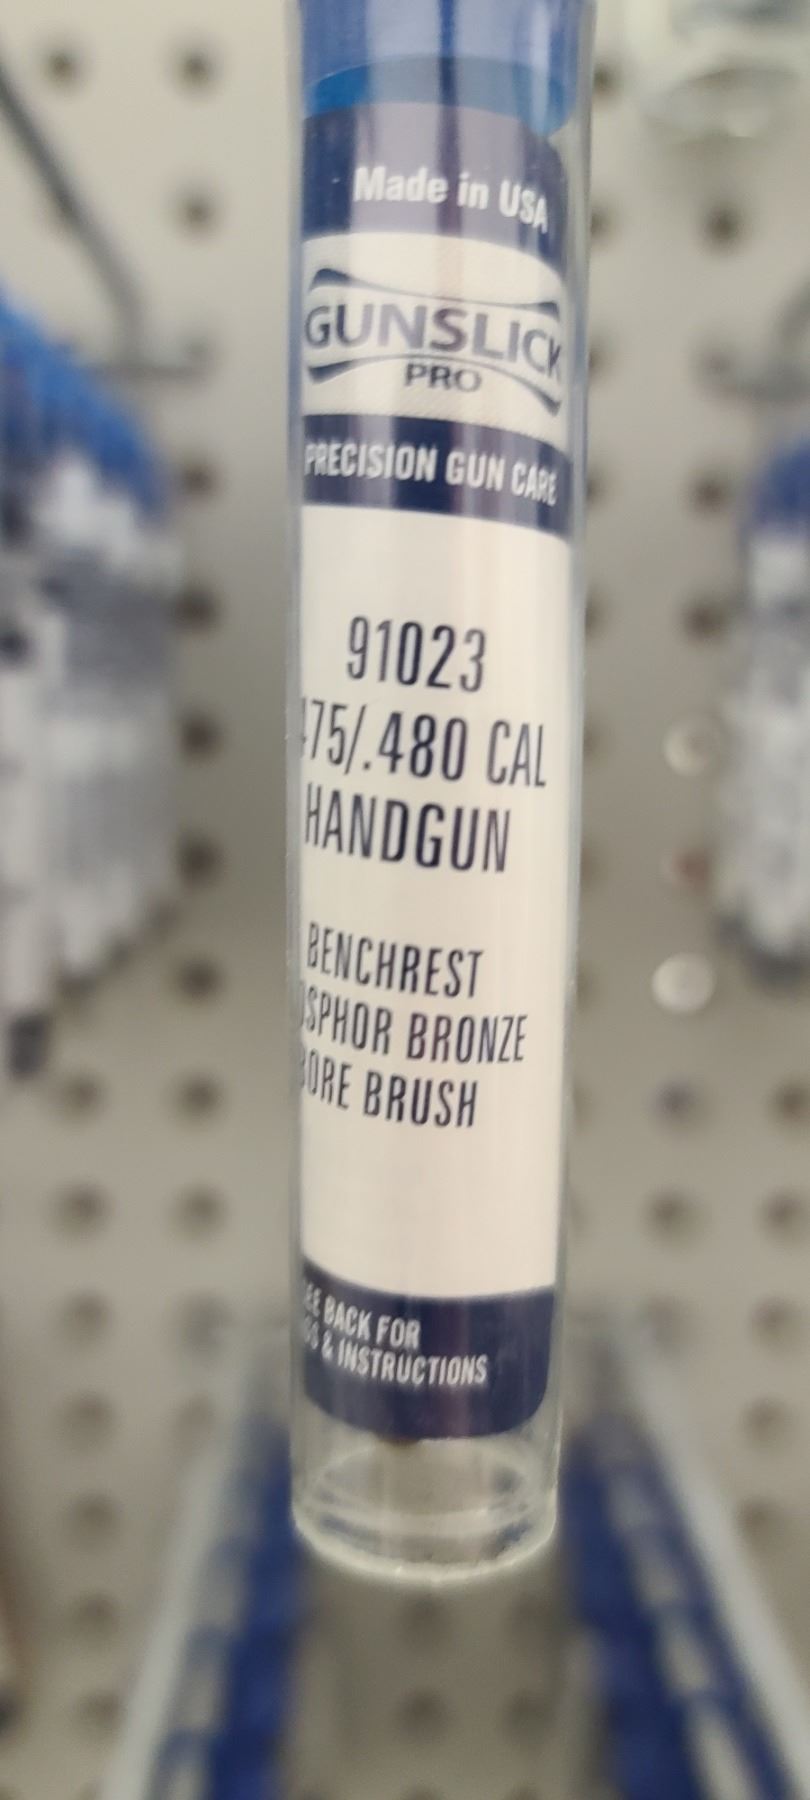 Made in USA
GUNSLICK
PRO
PRECISION GUN CARE
91023
475/.480 CAL
HANDGUN
BENCHREST
OSPHOR BRONZE
BORE BRUSH
EE BACK FOR
& INSTRUCTIONS